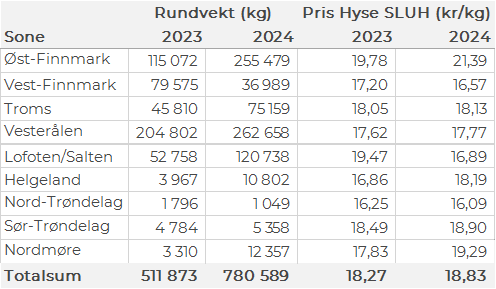 Rundvekt (kg) Pris Hyse SLUH (kr/kg)
Sone 2023 2024 2023 2024
Øst-Finnmark 115 072 255 479 19,78 21,39
Vest-Finnmark 79 575 36 989 17,20 16,57
Troms 45 810 75 159 18,05 18,13
Vesterålen 204 802 262 658 17,62 17,77
Lofoten/Salten 52 758 120 738 19,47 16,89
Helgeland 3 967 10 802 16,86 18,19
Nord-Trøndelag 1 796 1 049 16,25 16,09
Sør-Trøndelag 4 784 5 358 18,49 18,90
Nordmøre 3 310 12 357 17,83 19,29
Totalsum 511 873 780 589 18,27 18,83